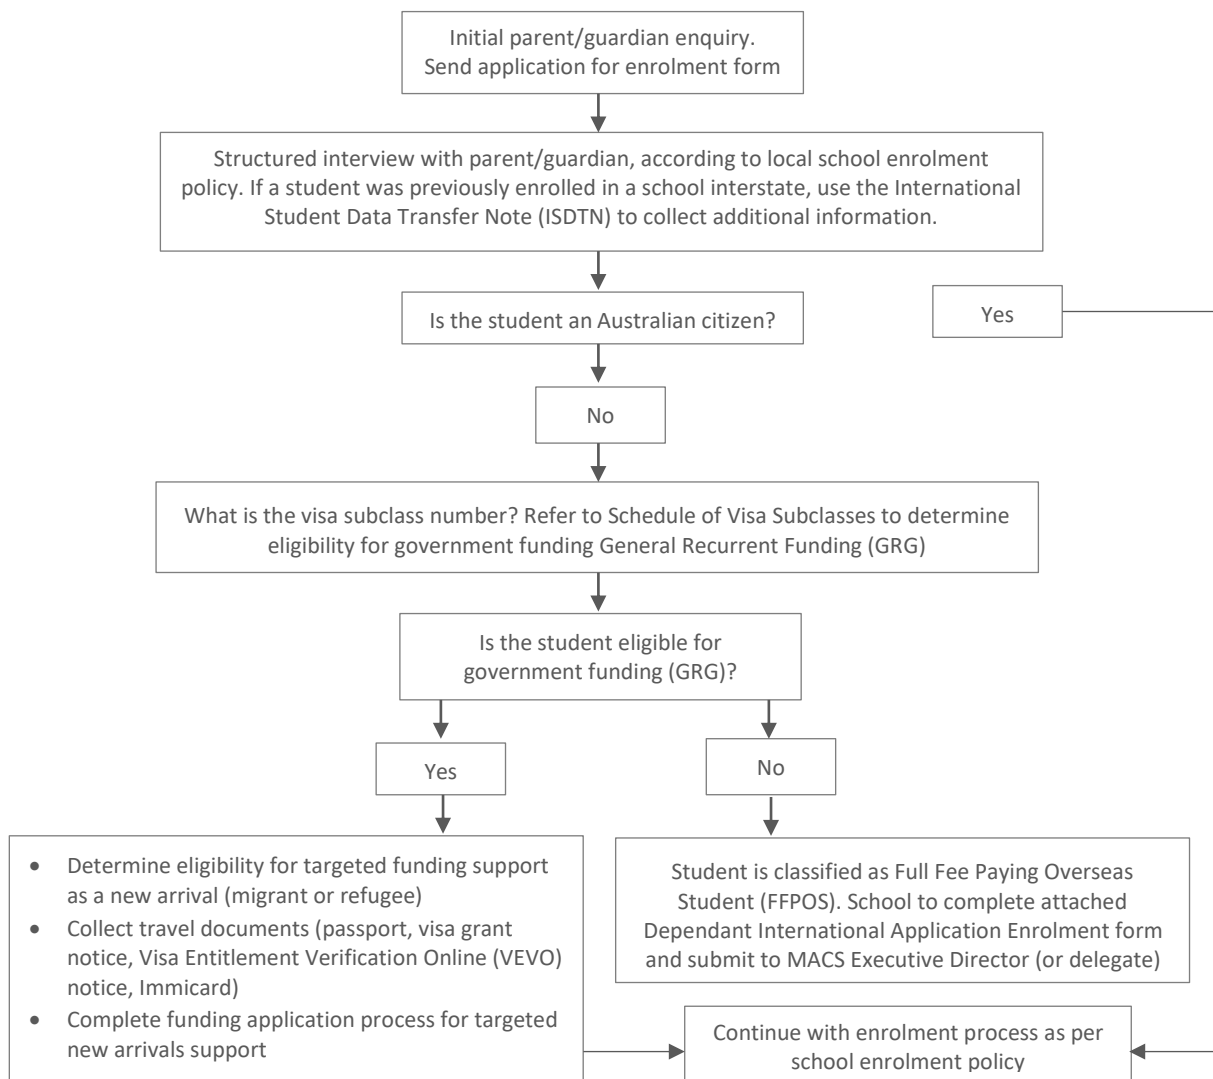 Initial parent/guardian enquiry.
Send application for enrolment form
Structured interview with parent/guardian, according to local school enrolment
policy. If a student was previously enrolled in a school interstate, use the International
Student Data Transfer Note (ISDTN) to collect additional information.
Is the student an Australian citizen?
Yes
No
What is the visa subclass number? Refer to Schedule of Visa Subclasses to determine
eligibility for government funding General Recurrent Funding (GRG)
Is the student eligible for
government funding (GRG)?
Yes
No
• Determine eligibility for targeted funding support
as a new arrival (migrant or refugee)
• Collect travel documents (passport, visa grant
notice, Visa Entitlement Verification Online (VEVO)
notice, Immicard)
• Complete funding application process for targeted
new arrivals support
Student is classified as Full Fee Paying Overseas
Student (FFPOS). School to complete attached
Dependant International Application Enrolment form
and submit to MACS Executive Director (or delegate)
Continue with enrolment process as per
school enrolment policy